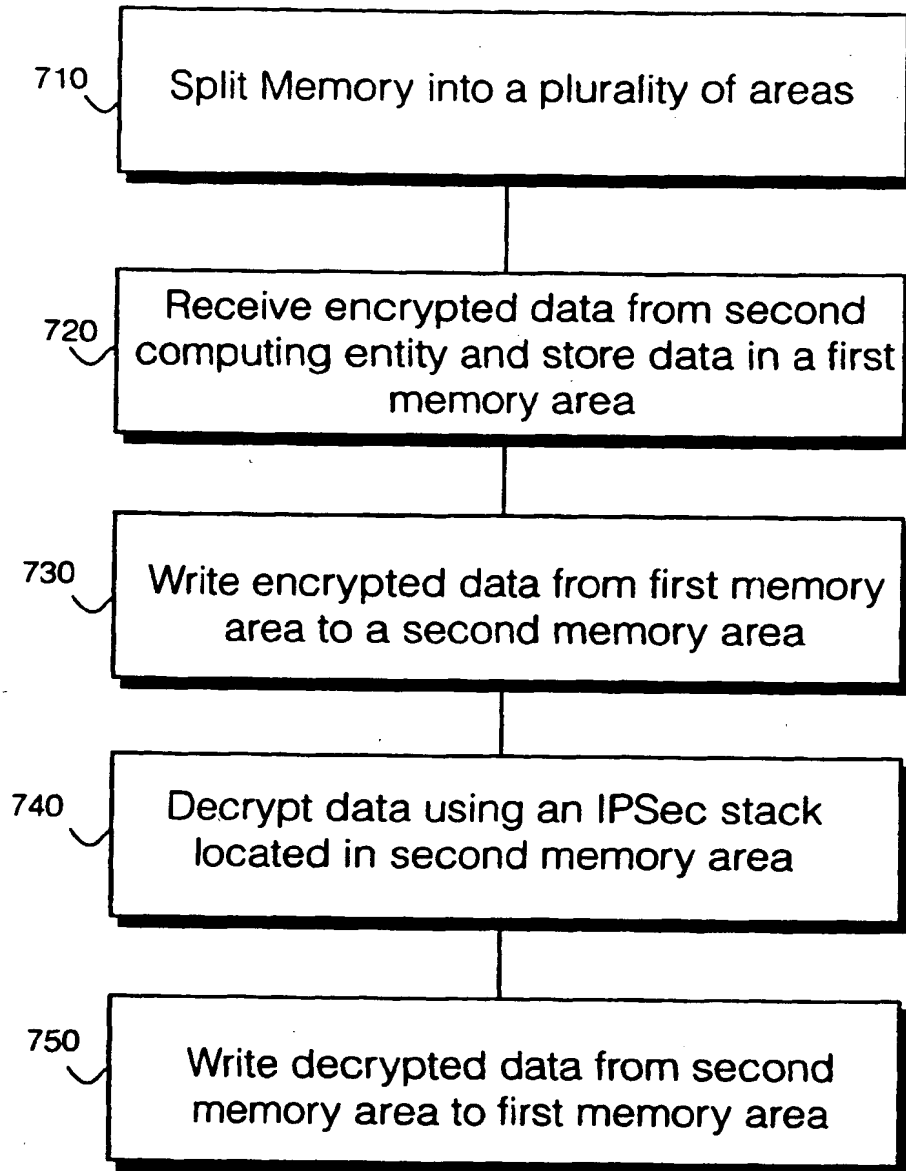 710
Split Memory into a plurality of areas
720
Receive encrypted data from second
computing entity and store data in a first
memory area
730
Write encrypted data from first memory
area to a second memory area
740
Decrypt data using an IPSec stack
located in second memory area
750
Write decrypted data from second
memory area to first memory area